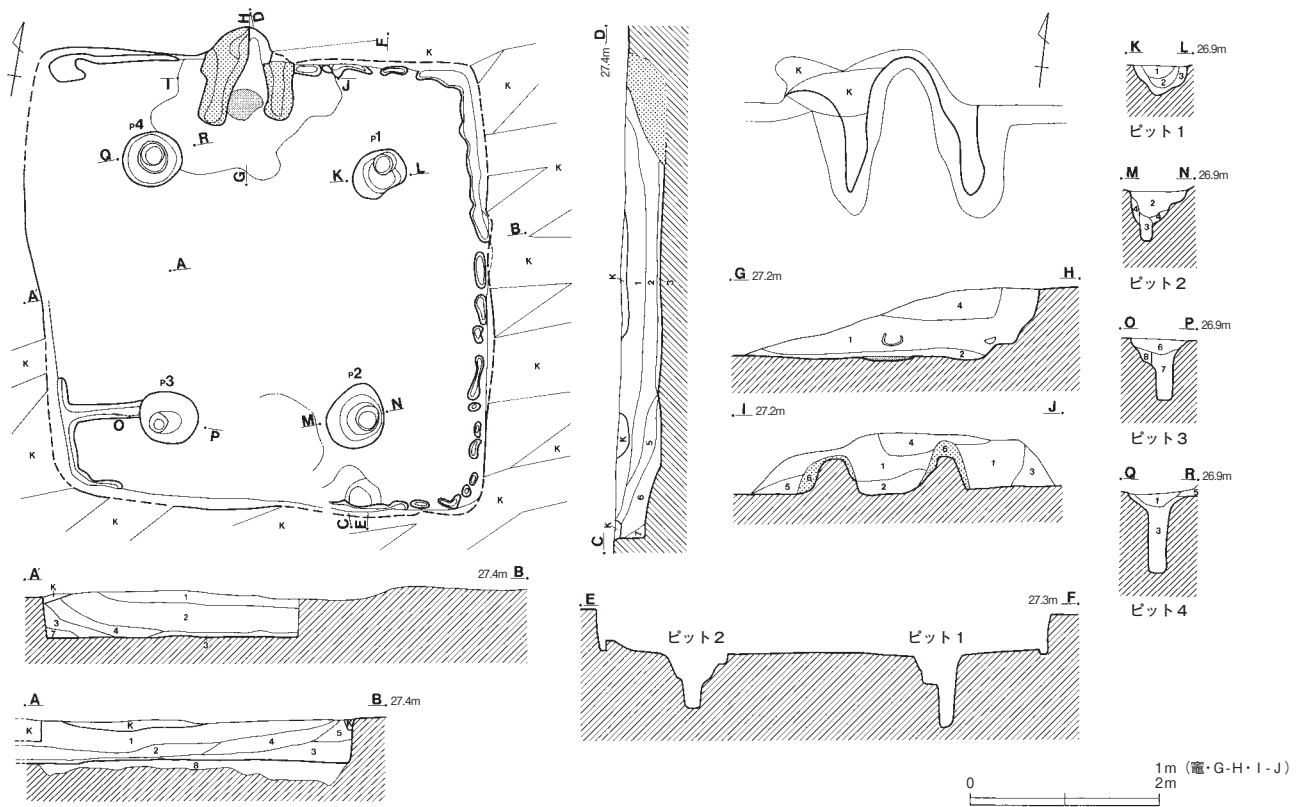 H D
F
K
K
K
I
J
K
P4
R
Q
G
P1
K
L
K
K
B
K
A
A'
K
K
K
K
P3
O
P
P2
M
N
K
K
K
K
K
C E
K
K
D
27.4m
K
1
2
3
K
5
6
K
7
C
K
K
G 27.2m
H
4
1
2
I 27.2m
J
4
6
6
1
1
5
2
3
K L 26.9m
1
2
3
ピット1
M N 26.9m
2
4
4
3
ピット2
O P 26.9m
6
8
7
ピット3
Q R 26.9m
1
5
3
ピット4
A'
27.4m B
K
1
2
3
4
7
3
A
B 27.4m
K
K
K
1
2
4
5
3
8
E
27.3m F
ピット2
ピット1
1m (竈・G-H・I-J)
0 2m